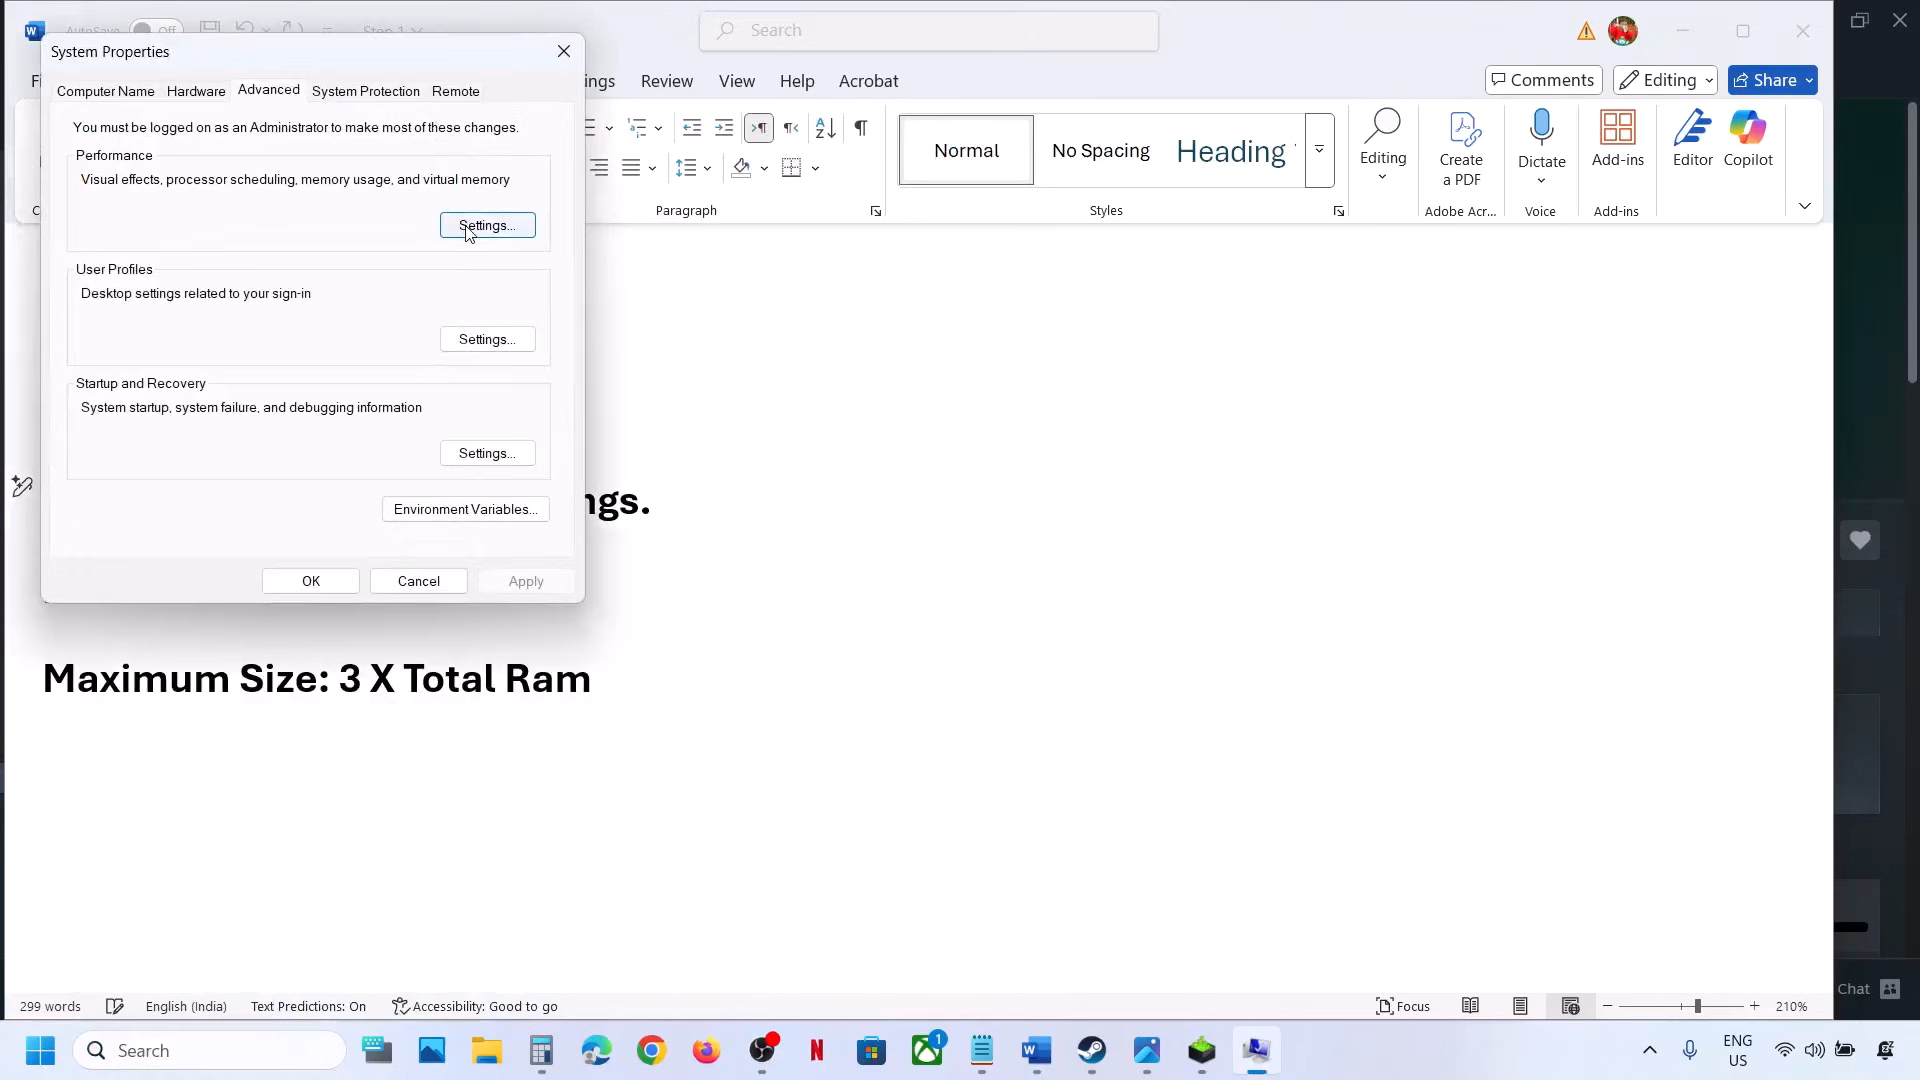 AutoSave Off
Step 1
Search
System Properties
Computer Name Hardware Advanced System Protection Remote
You must be logged on as an Administrator to make most of these changes.
Performance
Visual effects, processor scheduling, memory usage, and virtual memory
Settings...
User Profiles
Desktop settings related to your sign-in
Settings...
Startup and Recovery
System startup, system failure, and debugging information
Settings...
Environment Variables...
OK Cancel Apply
Review View Help Acrobat
Comments Editing Share
Normal No Spacing Heading
Editing
Create a PDF
Dictate
Add-ins
Editor
Copilot
Paragraph Styles Adobe Acr... Voice Add-ins
ngs.
Maximum Size: 3 X Total Ram
299 words English (India) Text Predictions: On Accessibility: Good to go Focus 210%
Chat
Search
1
ENG
US